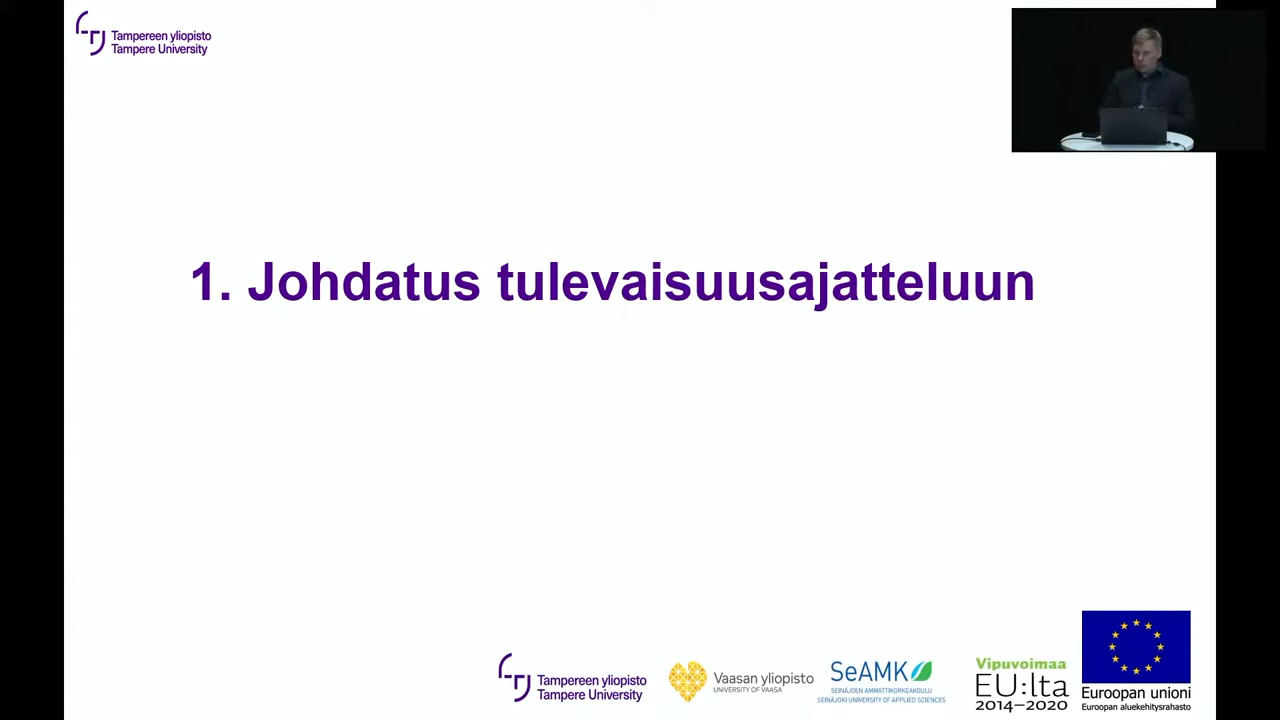 Tampereen yliopisto
Tampere University
1. Johdatus tulevaisuusajatteluun
Tampereen yliopisto
Tampere University
Vaasan yliopisto
UNIVERSITY OF VAASA
SeAMK
SEINÄJOEN AMMATTIKORKEAKOULU
SEINÄJOKI UNIVERSITY OF APPLIED SCIENCES
Vipuvoimaa
EU:lta
2014–2020
Euroopan unioni
Euroopan aluekehitysrahasto